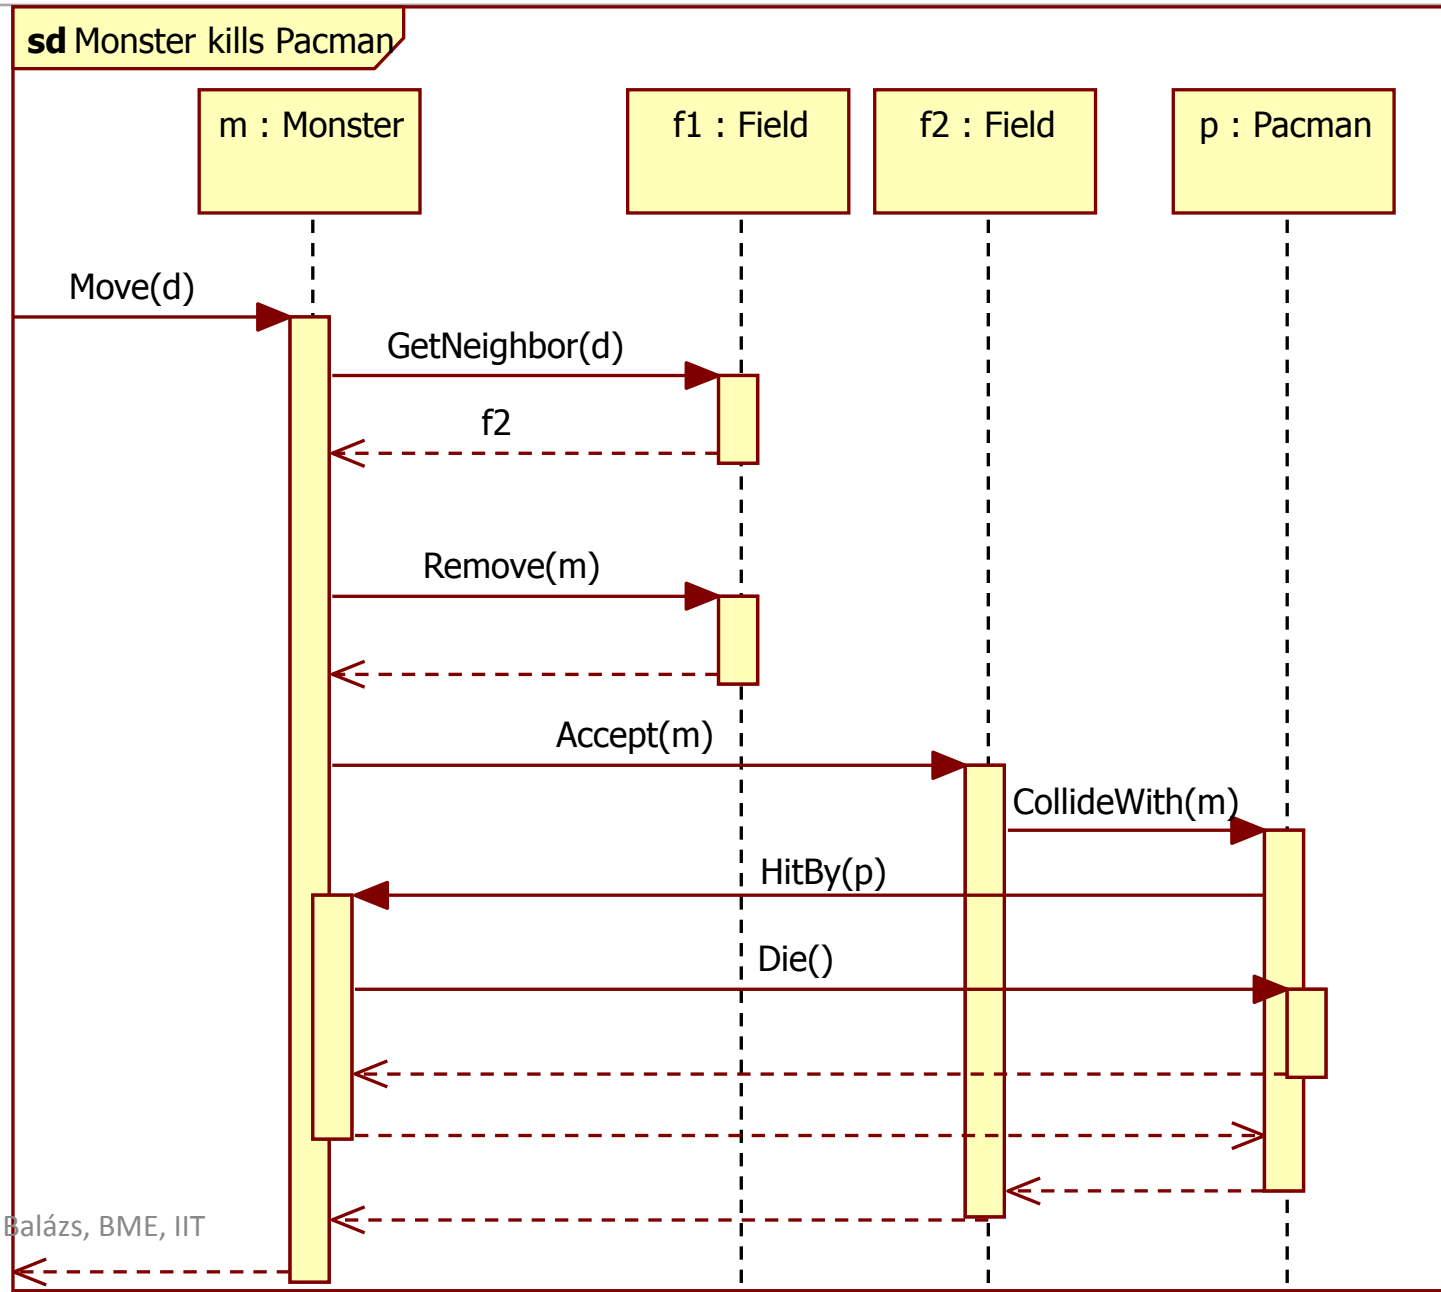 sd Monster kills Pacman
m : Monster
f1 : Field
f2 : Field
p : Pacman
Move(d)
GetNeighbor(d)
f2
Remove(m)
Accept(m)
CollideWith(m)
HitBy(p)
Die()
Balázs, BME, IIT